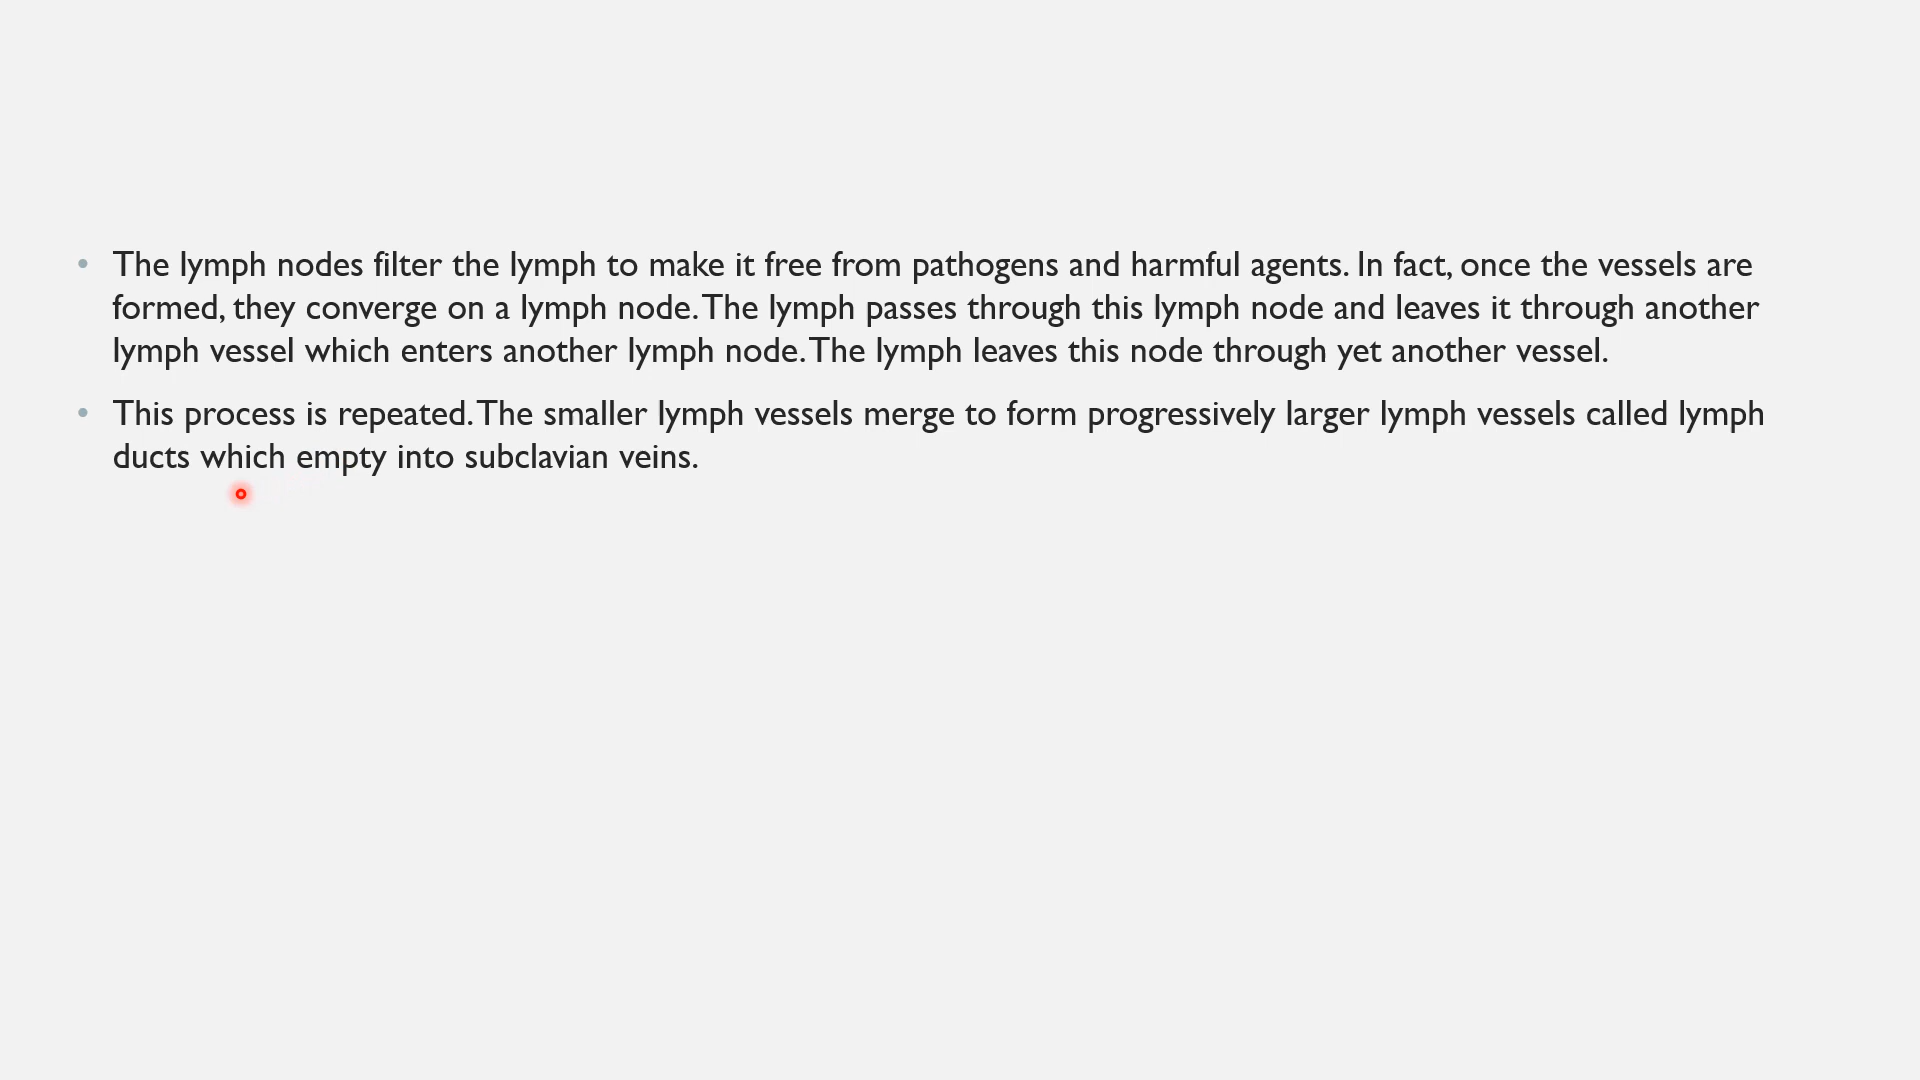 • The lymph nodes filter the lymph to make it free from pathogens and harmful agents. In fact, once the vessels are
formed, they converge on a lymph node. The lymph passes through this lymph node and leaves it through another
lymph vessel which enters another lymph node. The lymph leaves this node through yet another vessel.
• This process is repeated. The smaller lymph vessels merge to form progressively larger lymph vessels called lymph
ducts which empty into subclavian veins.